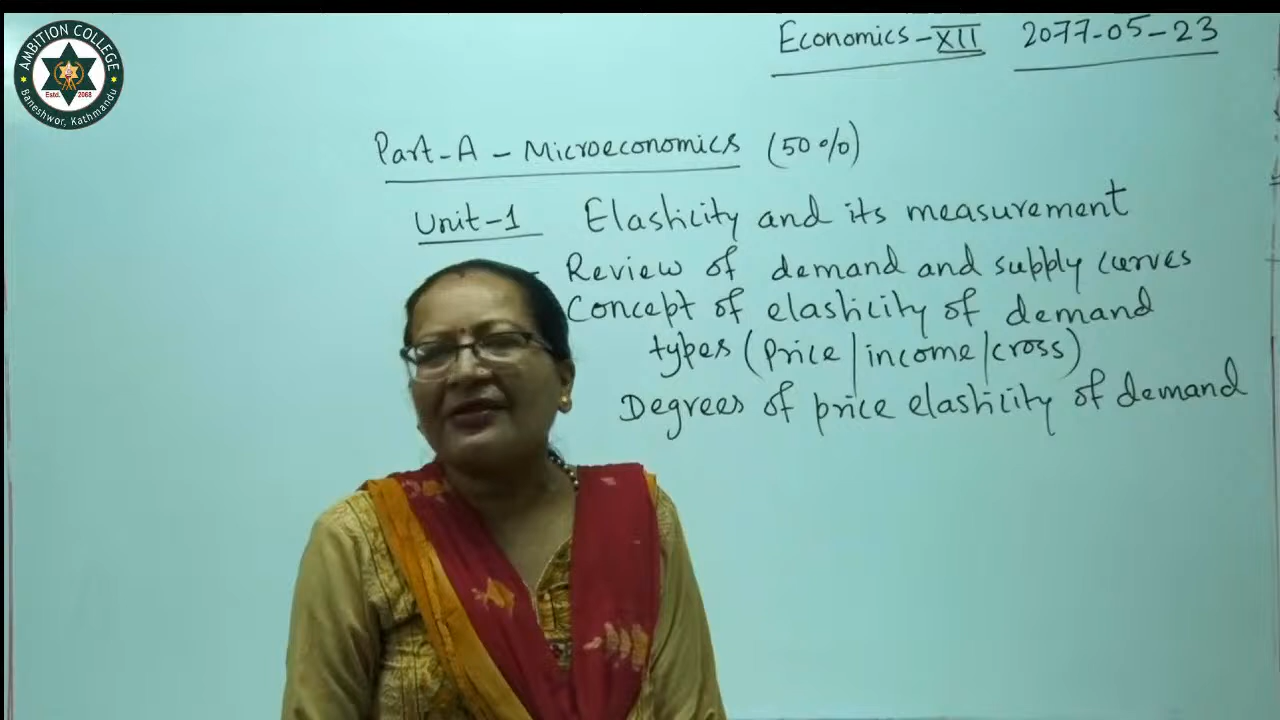 AMBITION COLLEGE
Estd. 2068
Baneshwor, Kathmandu
Economics-XII 2077-05-23
Part-A - Microeconomics (50%)
Unit-1 Elasticity and its measurement
- Review of demand and supply curves
Concept of elasticity of demand
types (Price/income/cross)
Degrees of price elasticity of demand